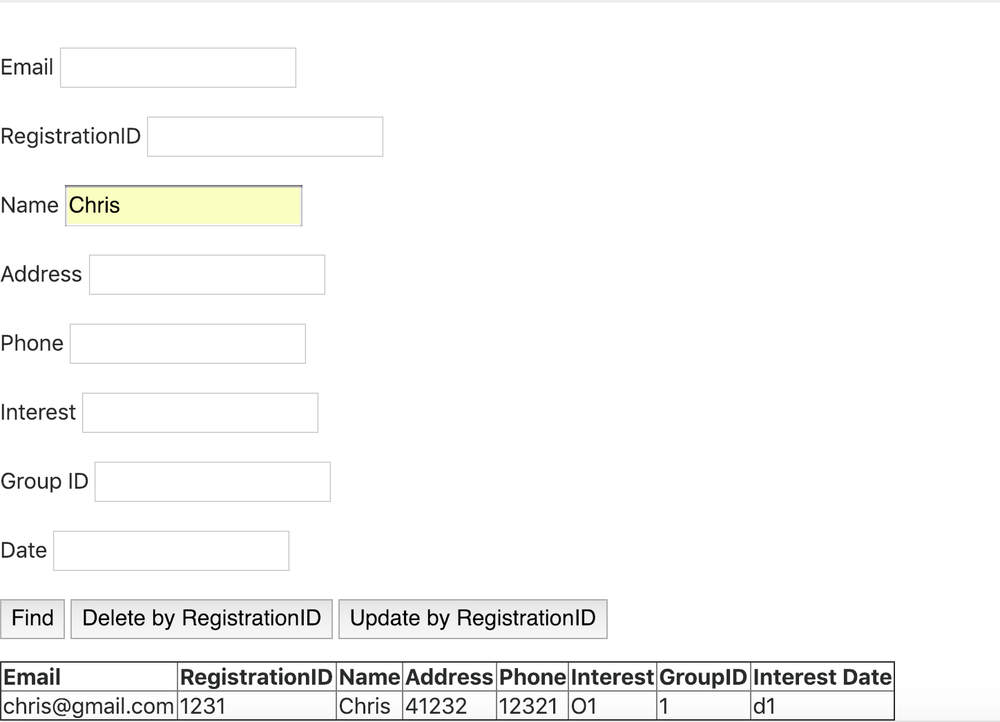 Email
RegistrationID
Name Chris
Address
Phone
Interest
Group ID
Date
Find Delete by RegistrationID Update by RegistrationID
Email RegistrationID Name Address Phone Interest GroupID Interest Date
chris@gmail.com 1231 Chris 41232 12321 O1 1 d1